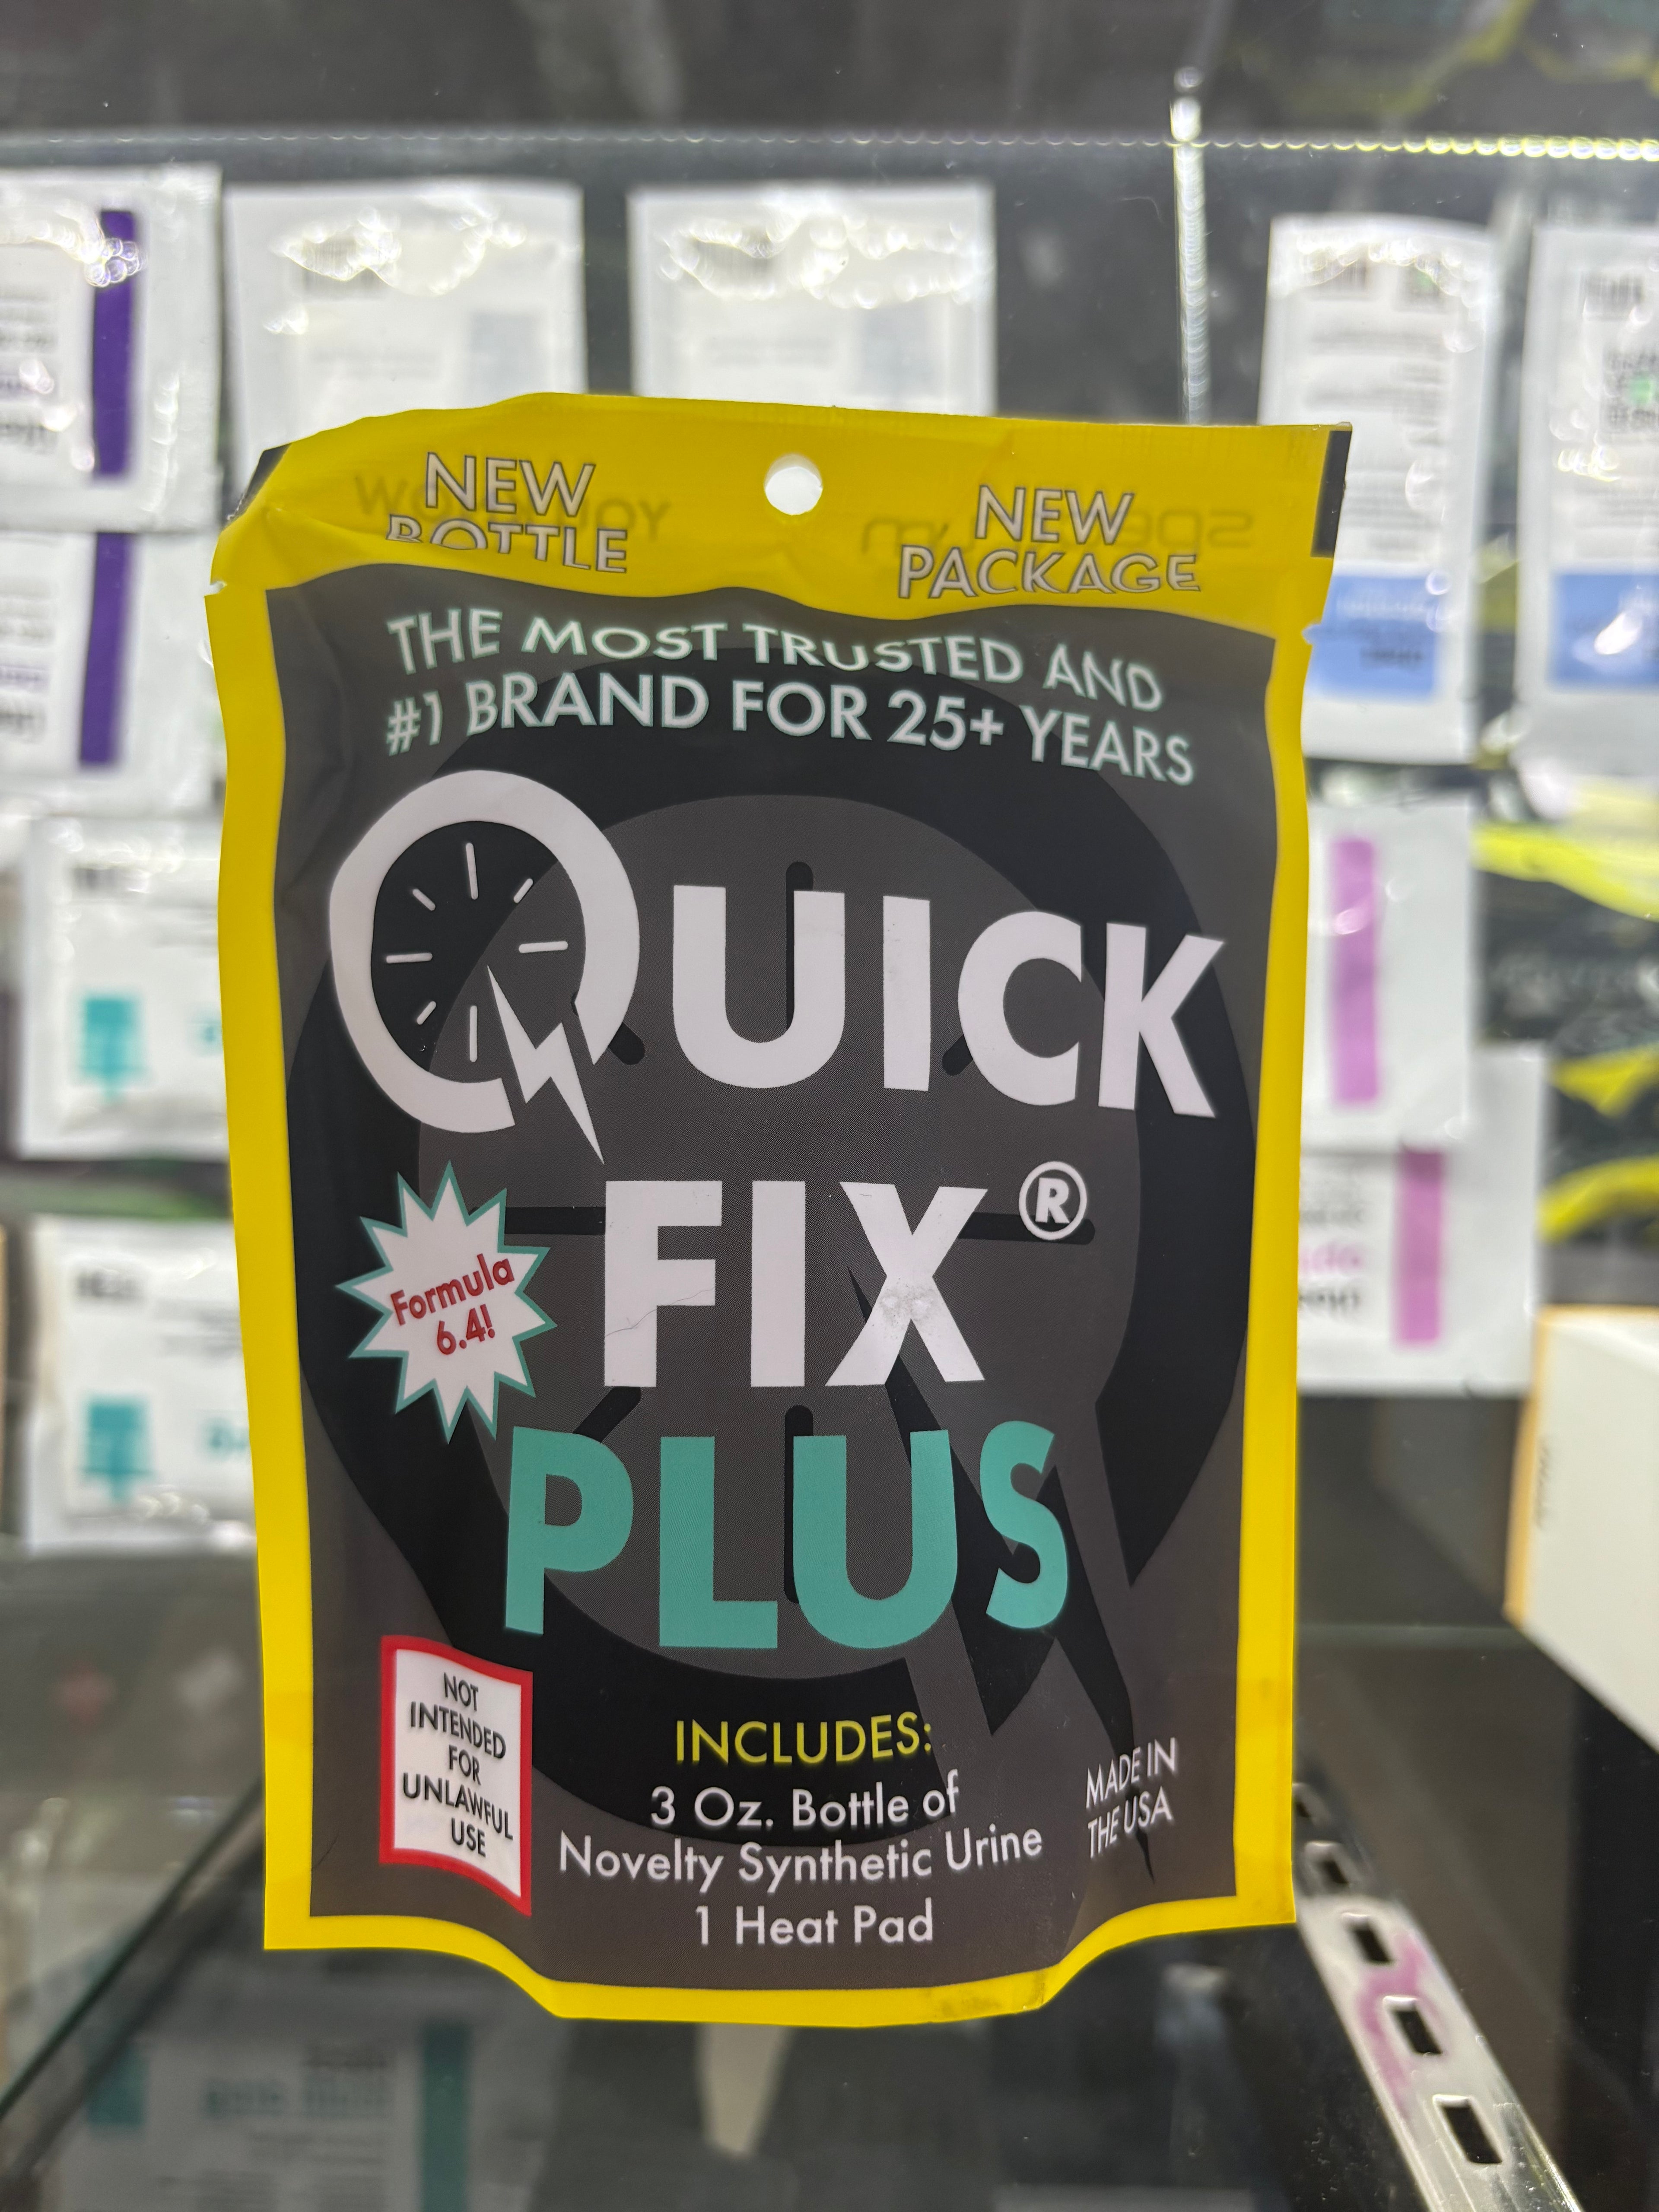 NEW
BOTTLE
NEW
PACKAGE
THE MOST TRUSTED AND
#1 BRAND FOR 25+ YEARS
QUICK
FIX®
PLUS
Formula
6.4!
NOT
INTENDED
FOR
UNLAWFUL
USE
INCLUDES:
3 Oz. Bottle of
Novelty Synthetic Urine
1 Heat Pad
MADE IN
THE USA